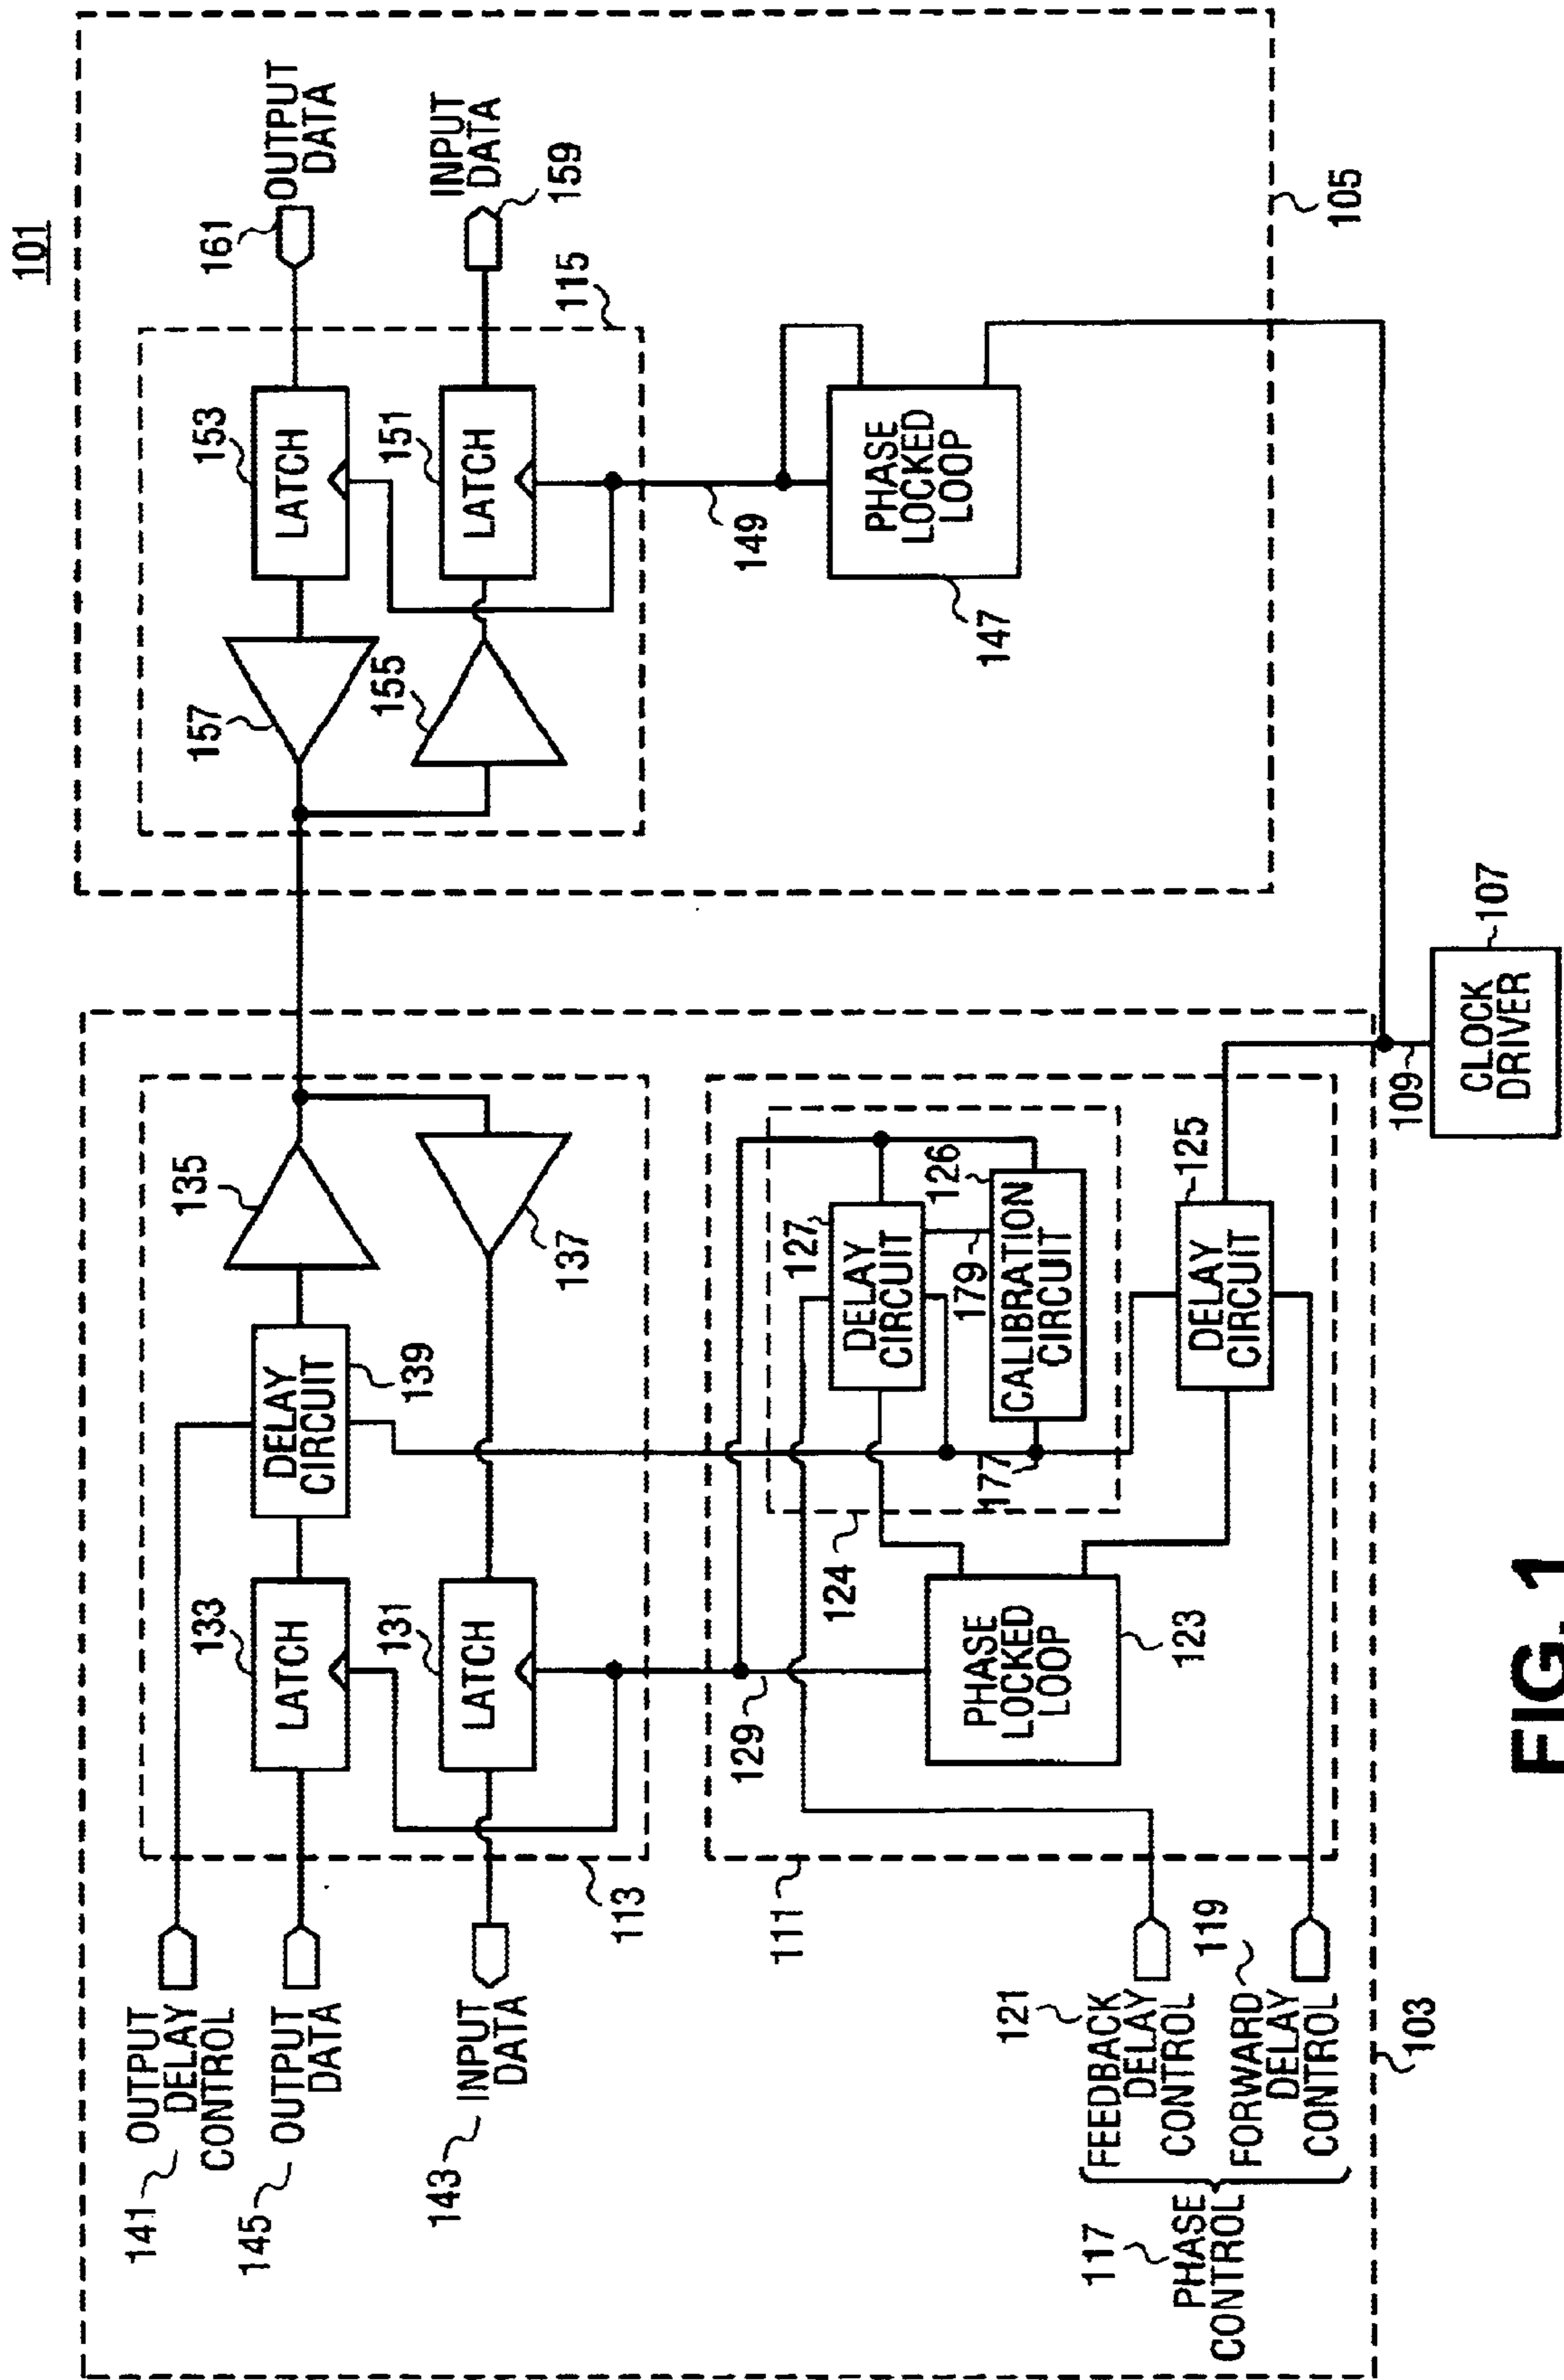 101
OUTPUT
DELAY
CONTROL
141
OUTPUT
DATA
145
INPUT
DATA
143
133
LATCH
DELAY
CIRCUIT
139
135
131
LATCH
137
113
157
153
LATCH
161
OUTPUT
DATA
155
151
LATCH
INPUT
DATA
159
115
149
PHASE
LOCKED
LOOP
147
105
111
129
PHASE
LOCKED
LOOP
123
124
127
DELAY
CIRCUIT
179
126
CALIBRATION
CIRCUIT
177
125
DELAY
CIRCUIT
121
FEEDBACK
DELAY
CONTROL
119
FORWARD
DELAY
CONTROL
117
PHASE
CONTROL
103
109
CLOCK
DRIVER
107
FIG. 1